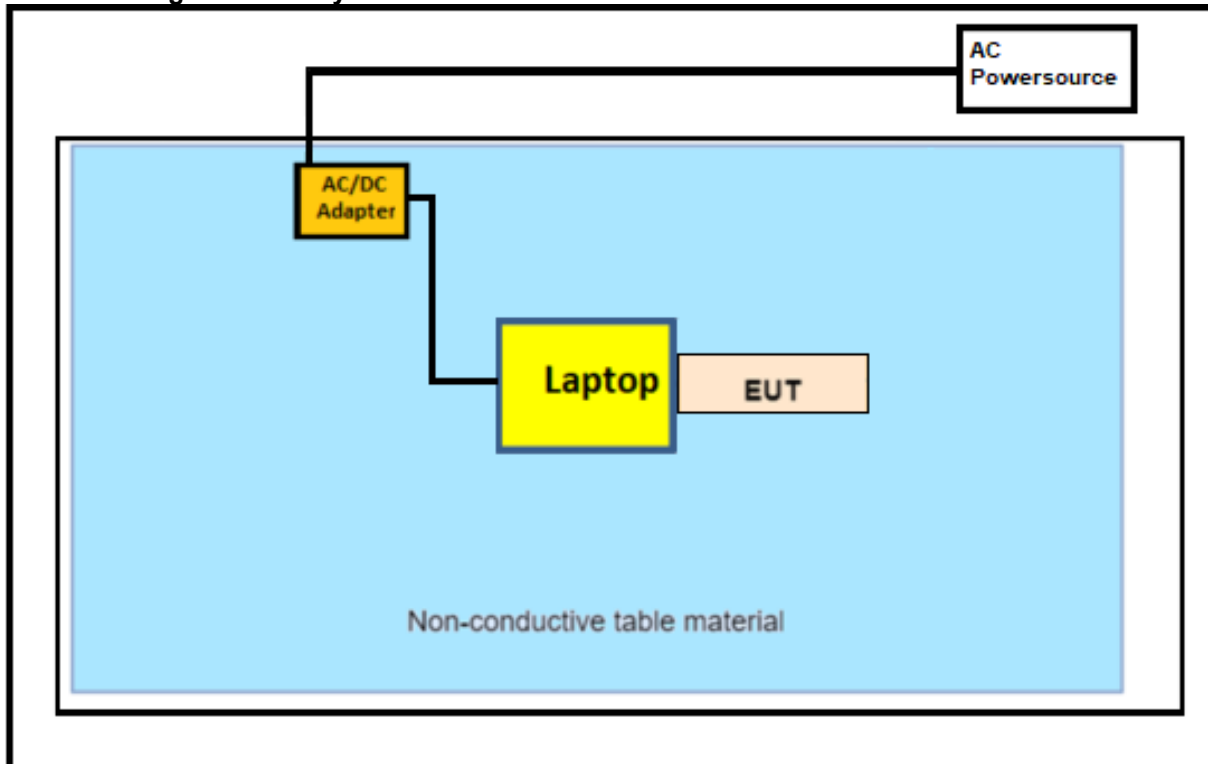 AC
Powersource
AC/DC
Adapter
Laptop
EUT
Non-conductive table material